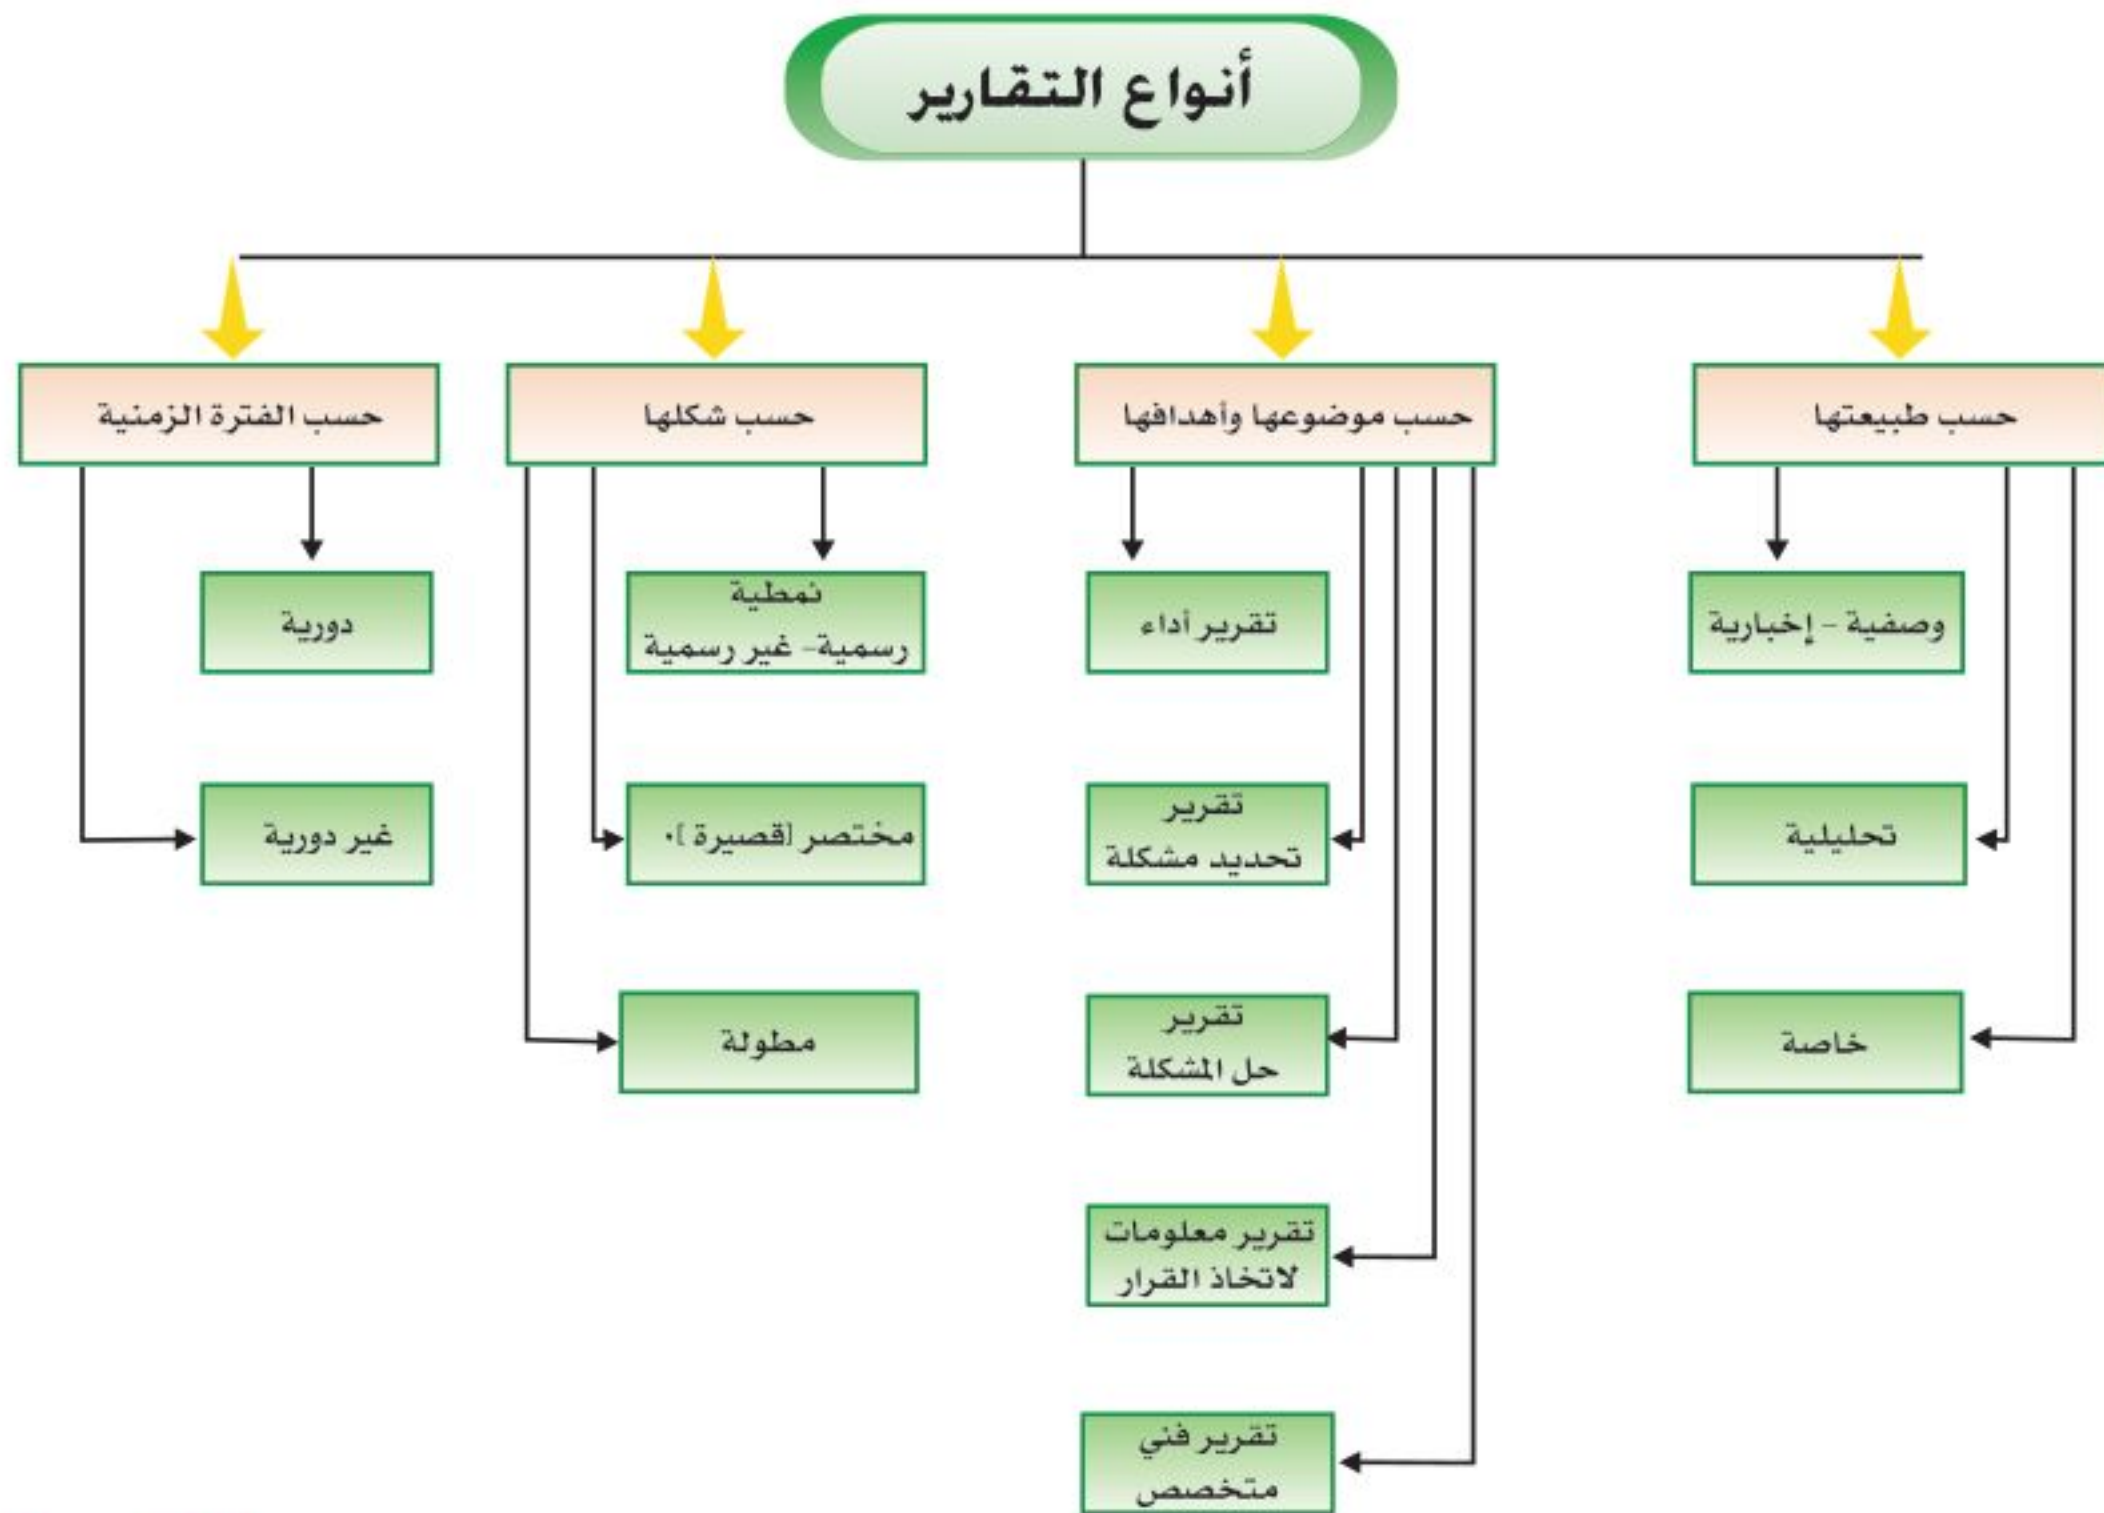 أنواع التقارير
حسب طبيعتها
وصفية - إخبارية
تحليلية
خاصة
حسب موضوعها وأهدافها
تقرير أداء
تقرير
تحديد مشكلة
تقرير
حل المشكلة
تقرير معلومات
لاتخاذ القرار
تقرير فني
متخصص
حسب شكلها
نمطية
رسمية- غير رسمية
مختصر (قصيرة ).
مطولة
حسب الفترة الزمنية
دورية
غير دورية